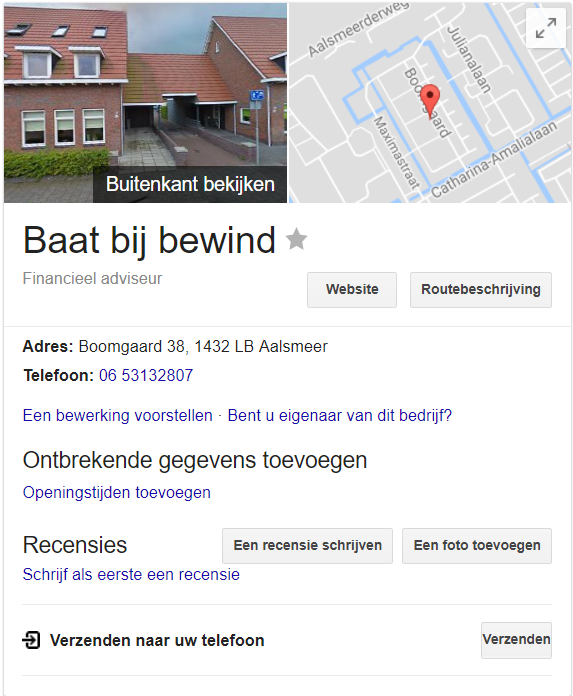 Aalsmeerderweg
Julianalaan
Boomgaard
Maximastraat
Catharina-Amalialaan
Buitenkant bekijken
Baat bij bewind
Financieel adviseur
Website
Routebeschrijving
Adres: Boomgaard 38, 1432 LB Aalsmeer
Telefoon: 06 53132807
Een bewerking voorstellen · Bent u eigenaar van dit bedrijf?
Ontbrekende gegevens toevoegen
Openingstijden toevoegen
Recensies
Een recensie schrijven
Een foto toevoegen
Schrijf als eerste een recensie
Verzenden naar uw telefoon
Verzenden